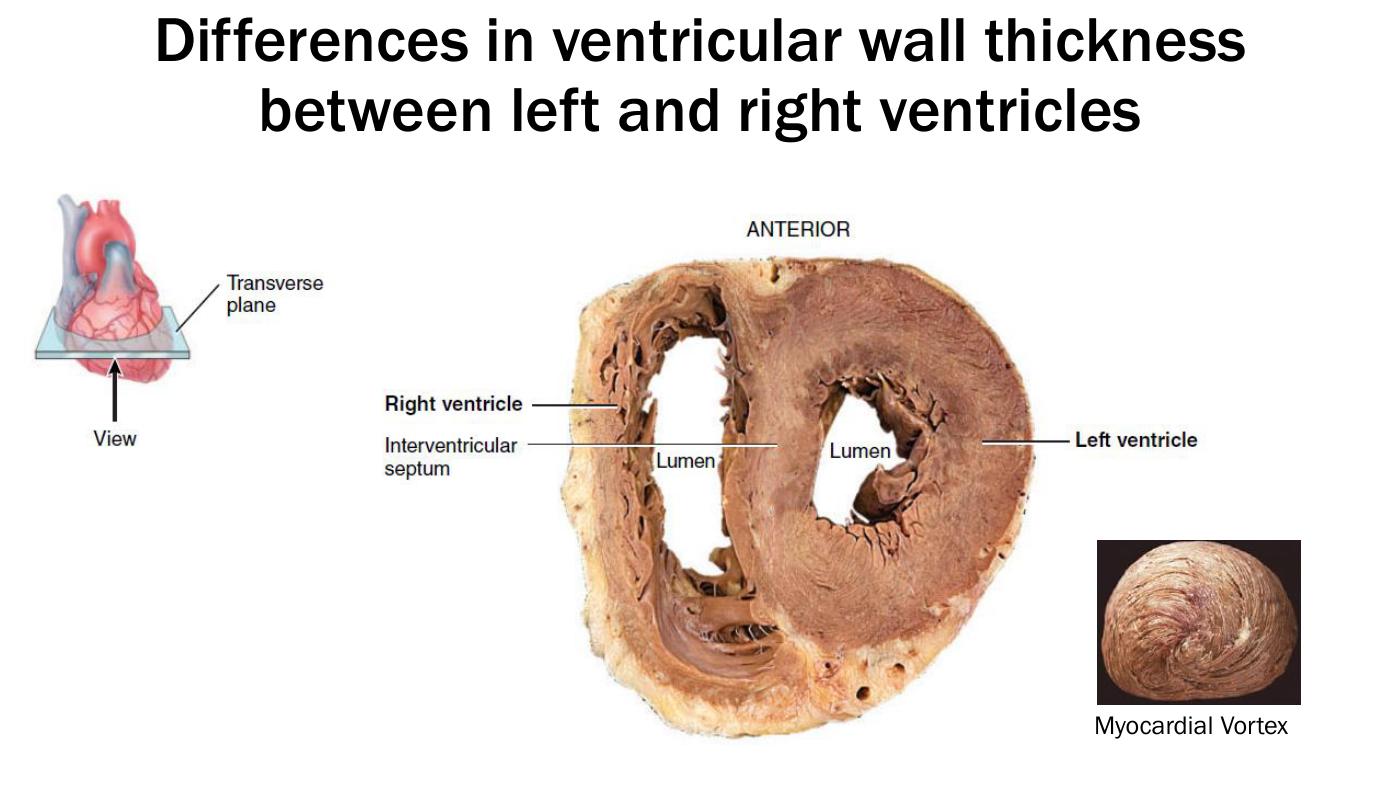 Differences in ventricular wall thickness
between left and right ventricles
ANTERIOR
Transverse
plane
View
Right ventricle
Interventricular
septum
Lumen
Lumen
Left ventricle
Myocardial Vortex